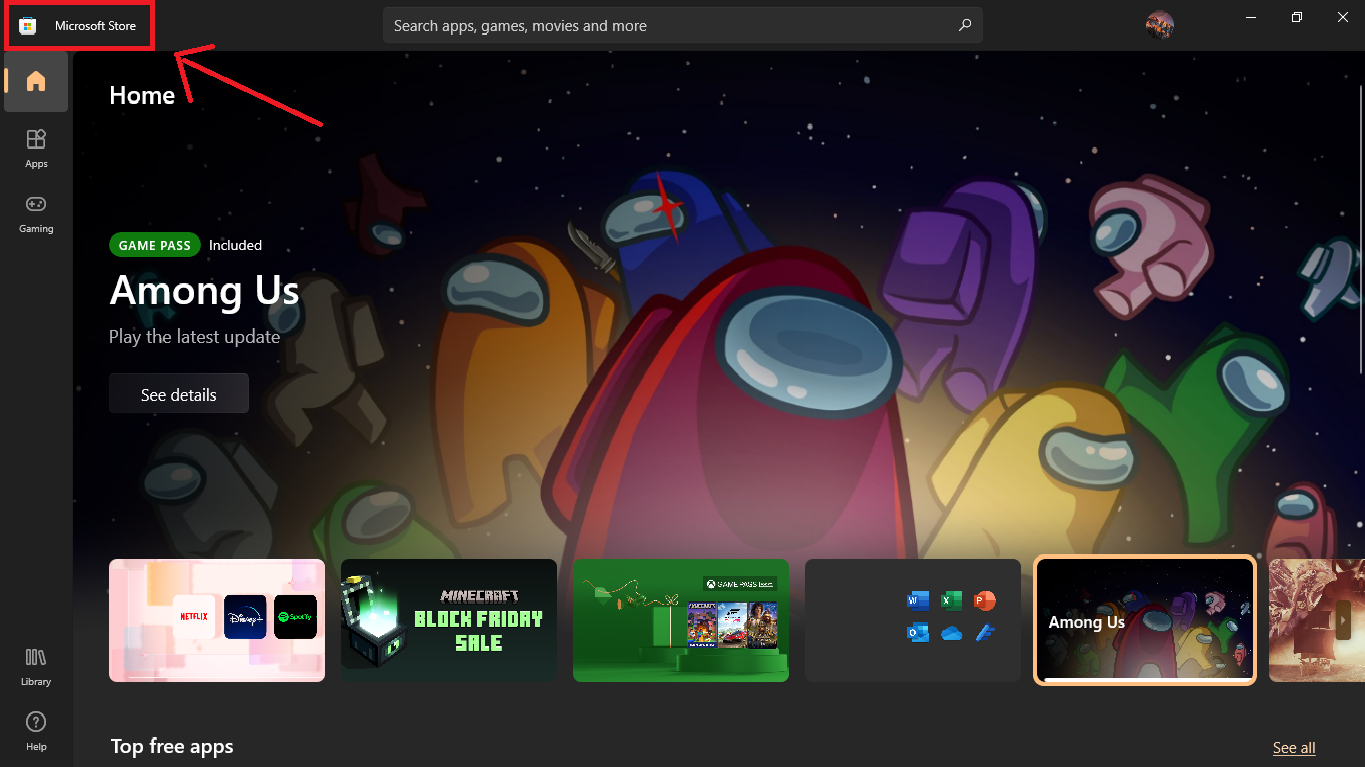 Microsoft Store
Search apps, games, movies and more
Home
Apps
Gaming
GAME PASS Included
Among Us
Play the latest update
See details
NETFLIX
Disney+
Spotify
MINECRAFT
BLOCK FRIDAY
SALE
GAME PASS
MINECRAFT
W
X
P
O
Among Us
Library
Help
Top free apps
See all